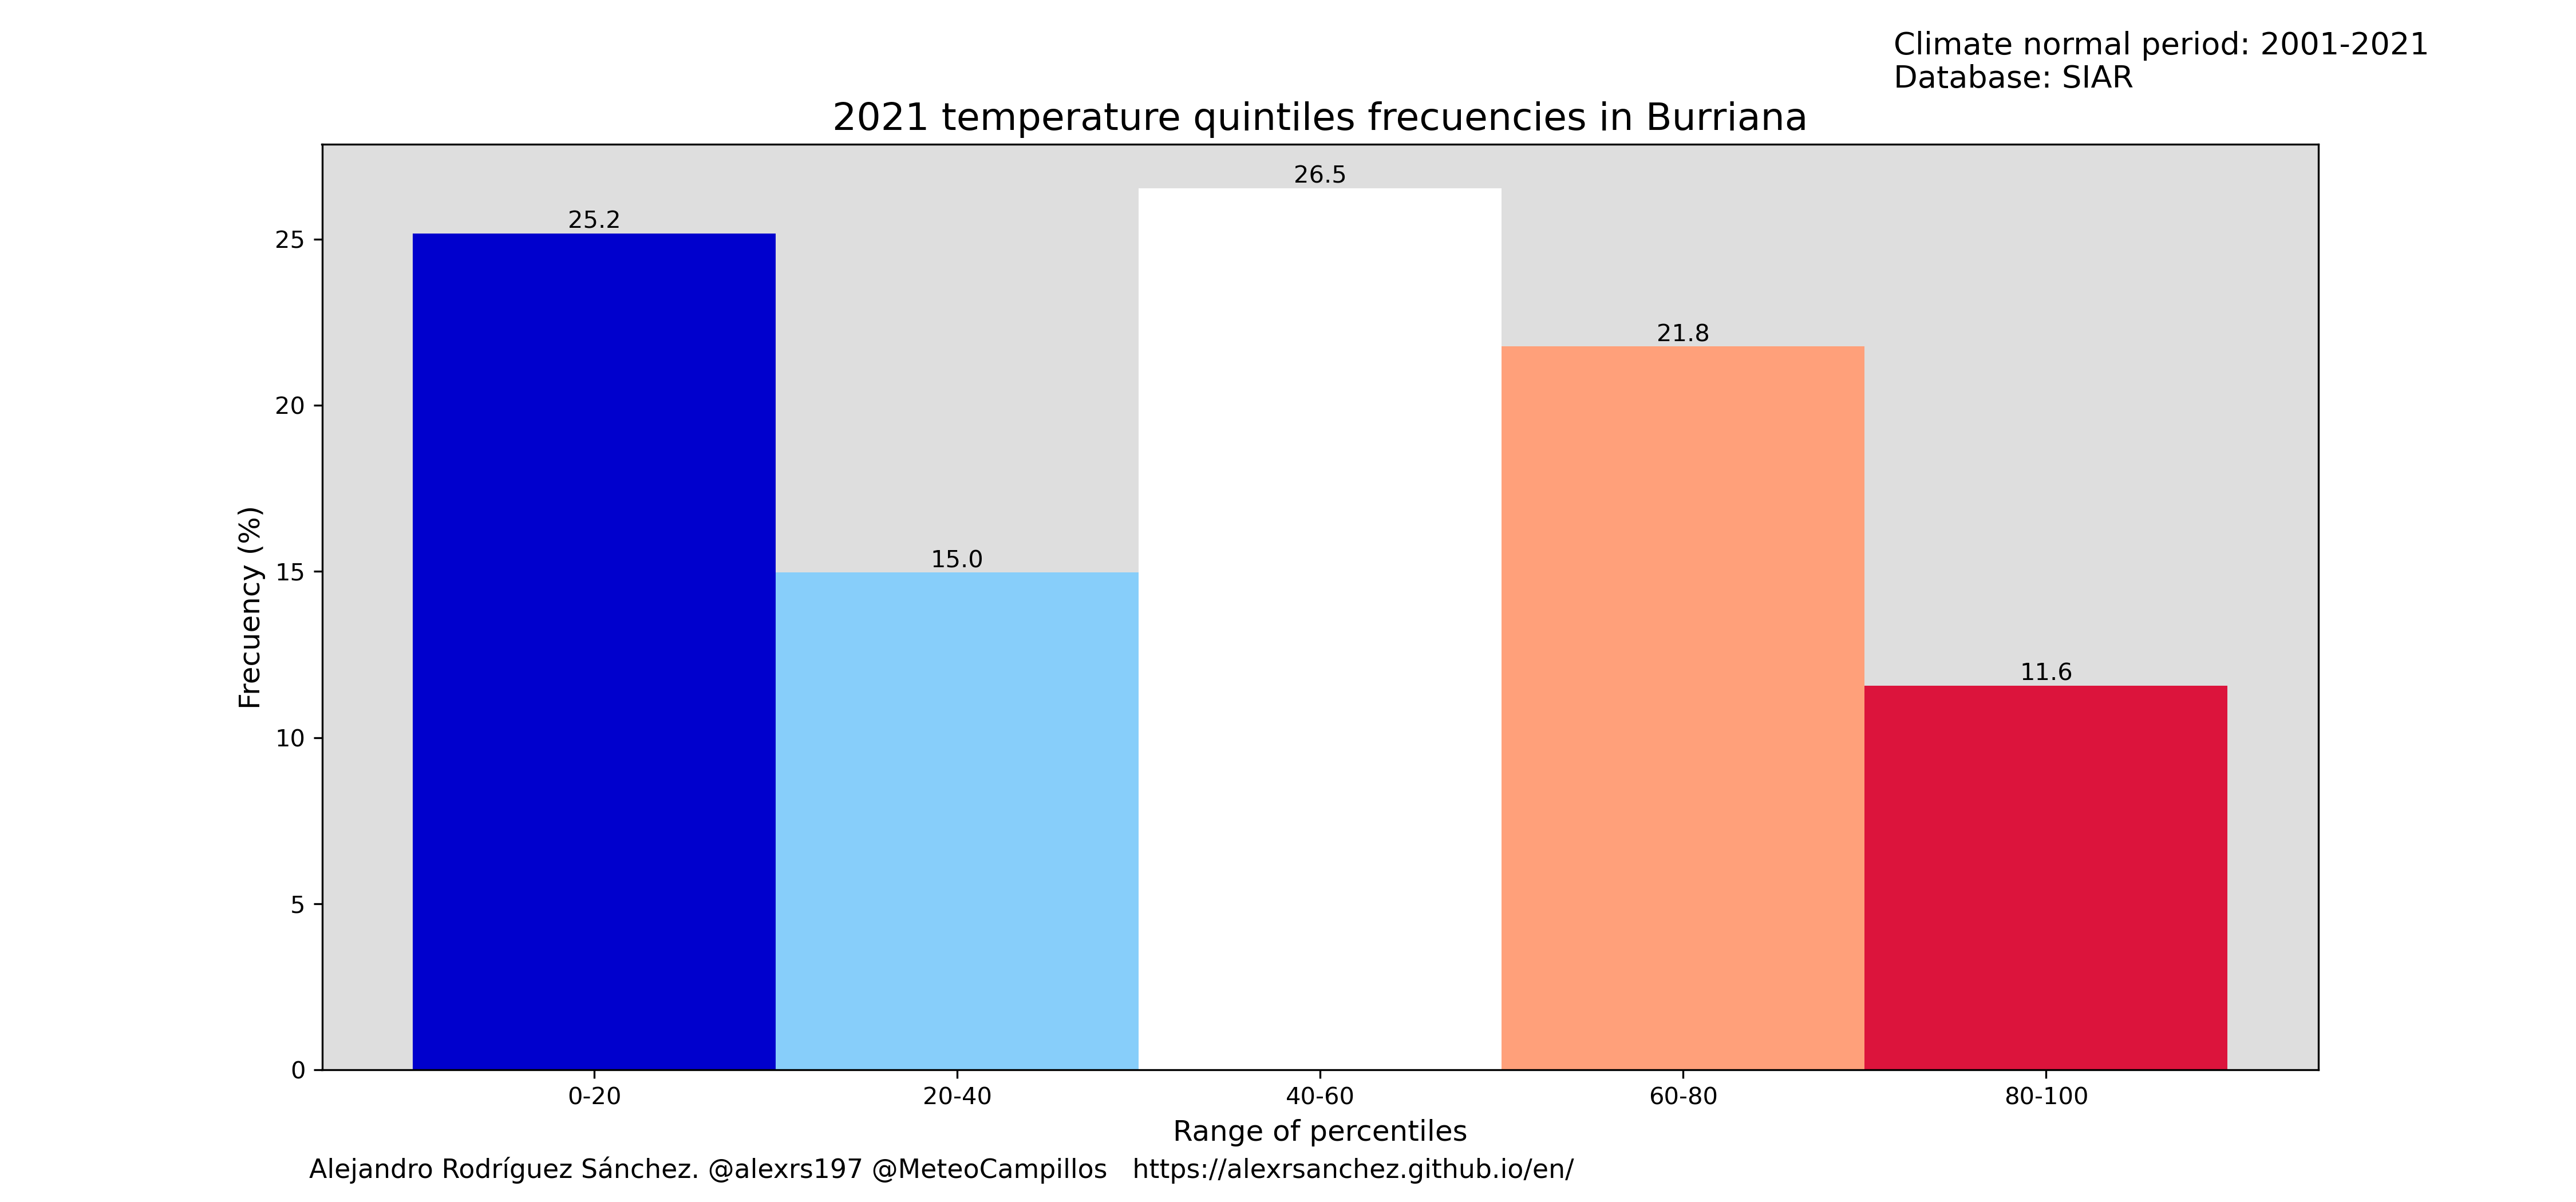 Climate normal period: 2001-2021
Database: SIAR
2021 temperature quintiles frecuencies in Burriana
26.5
25.2
25
21.8
20
15.0
15
Frecuency (%)
11.6
10
5
0
0-20 20-40 40-60 60-80 80-100
Range of percentiles
Alejandro Rodríguez Sánchez. @alexrs197 @MeteoCampillos https://alexrsanchez.github.io/en/